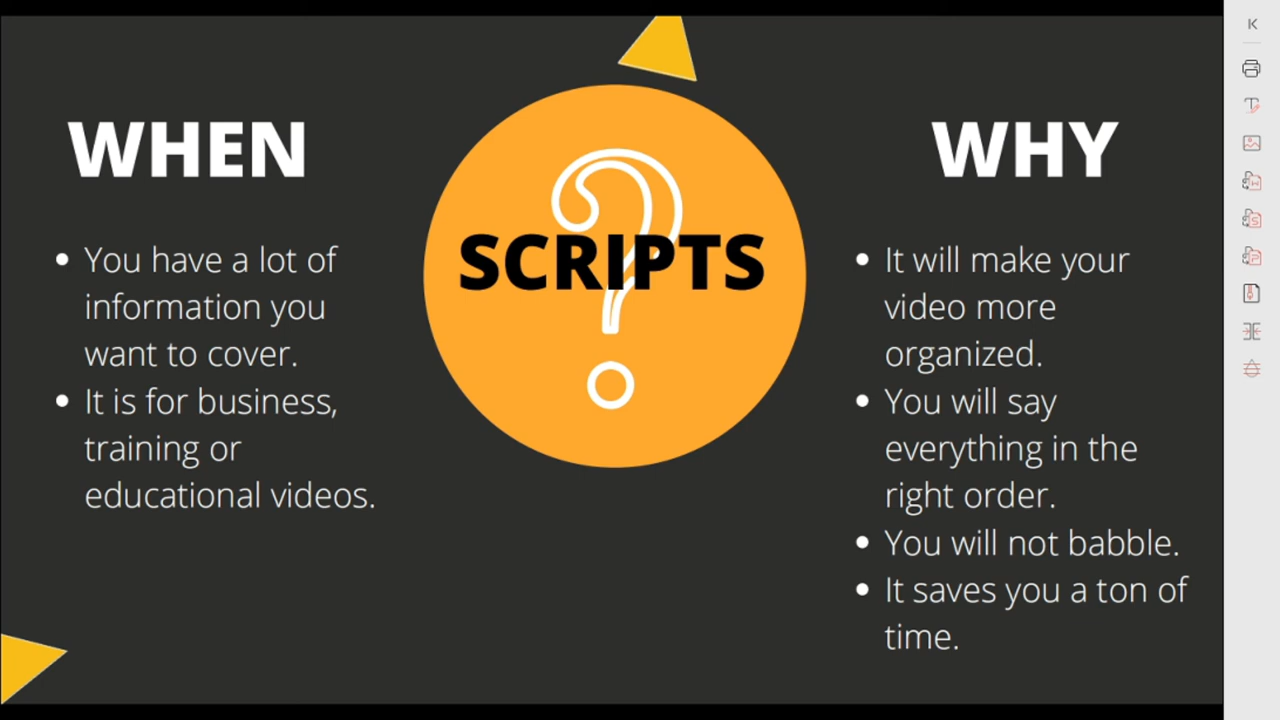 WHEN
• You have a lot of
information you
want to cover.
• It is for business,
training or
educational videos.
?
SCRIPTS
WHY
• It will make your
video more
organized.
• You will say
everything in the
right order.
• You will not babble.
• It saves you a ton of
time.